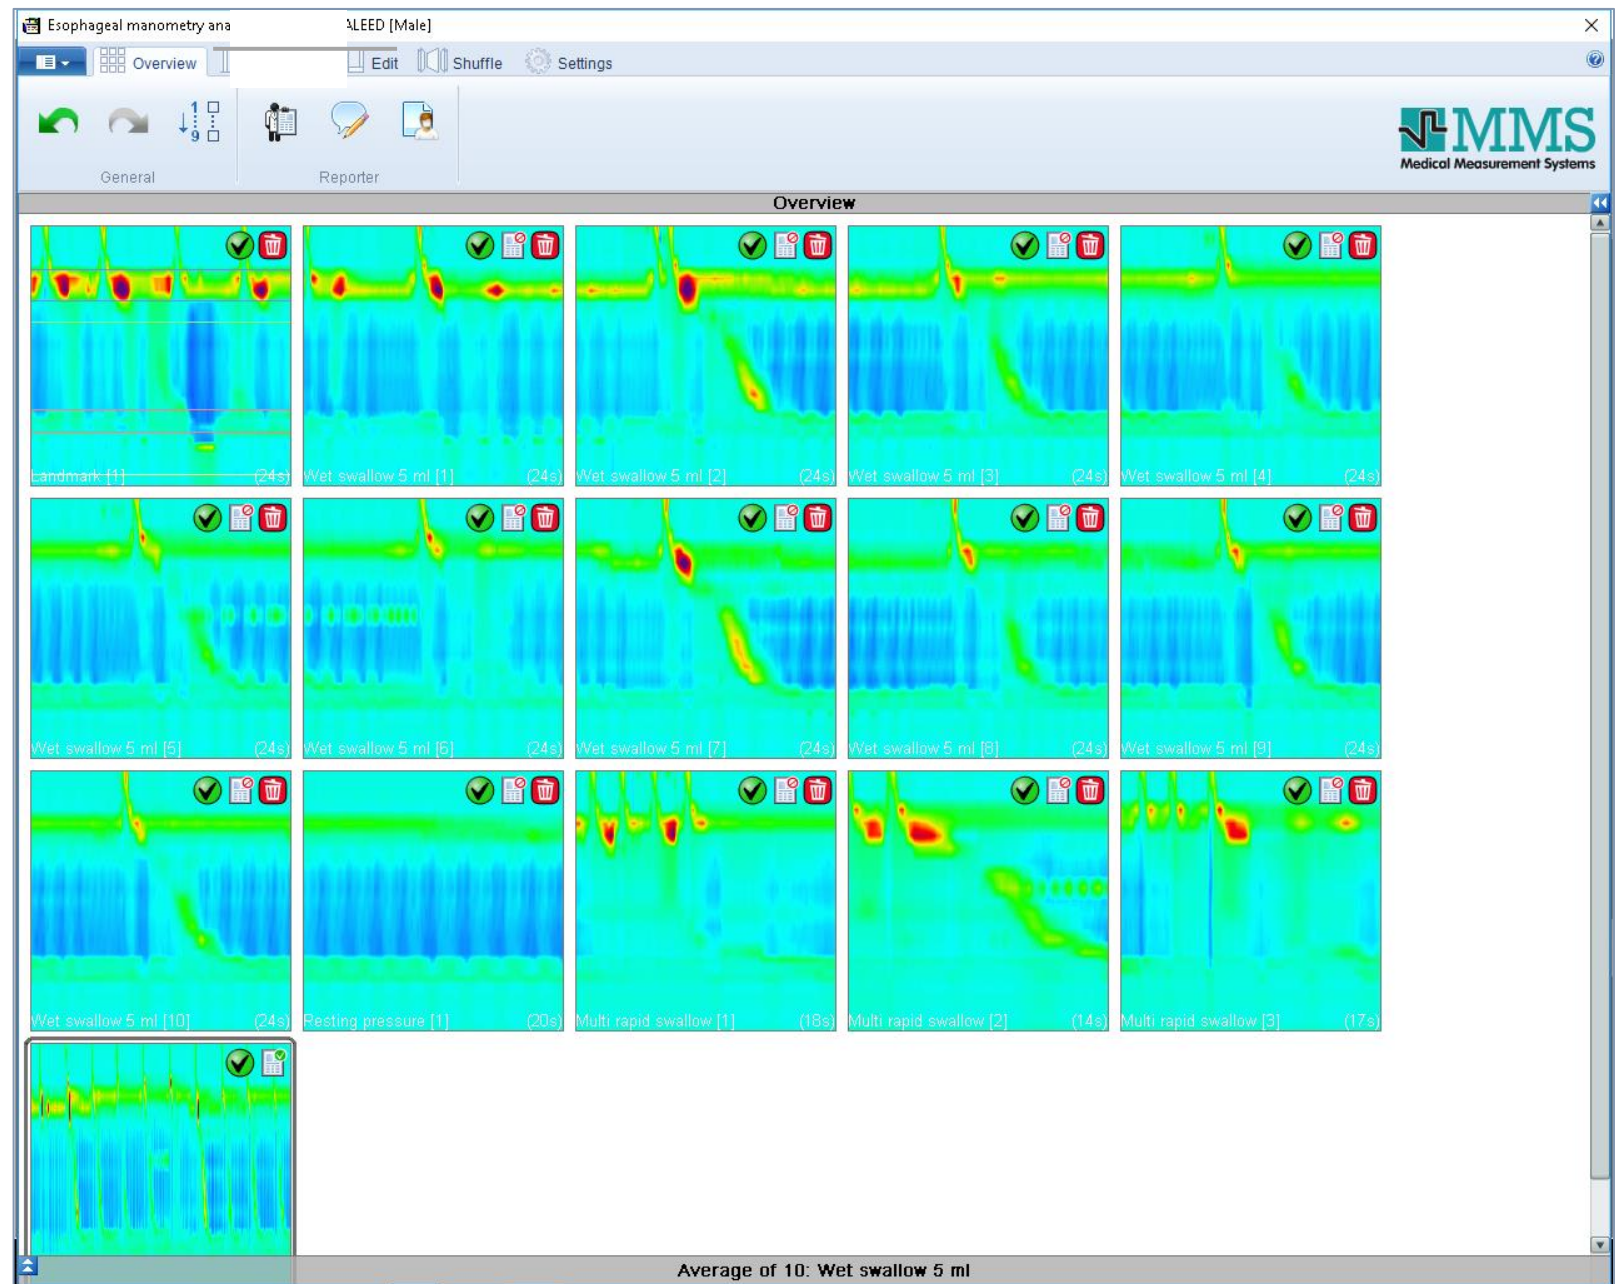 Esophageal manometry ana ALEED [Male]
Overview Edit Shuffle Settings
1
9
General Reporter
MMS
Medical Measurement Systems
Overview
Landmark [1] (24s) Wet swallow 5 ml [1] (24s) Wet swallow 5 ml [2] (24s) Wet swallow 5 ml [3] (24s) Wet swallow 5 ml [4] (24s)
Wet swallow 5 ml [5] (24s) Wet swallow 5 ml [6] (24s) Wet swallow 5 ml [7] (24s) Wet swallow 5 ml [8] (24s) Wet swallow 5 ml [9] (24s)
Wet swallow 5 ml [10] (24s) Resting pressure [1] (20s) Multi rapid swallow [1] (18s) Multi rapid swallow [2] (14s) Multi rapid swallow [3] (17s)
Average of 10: Wet swallow 5 ml